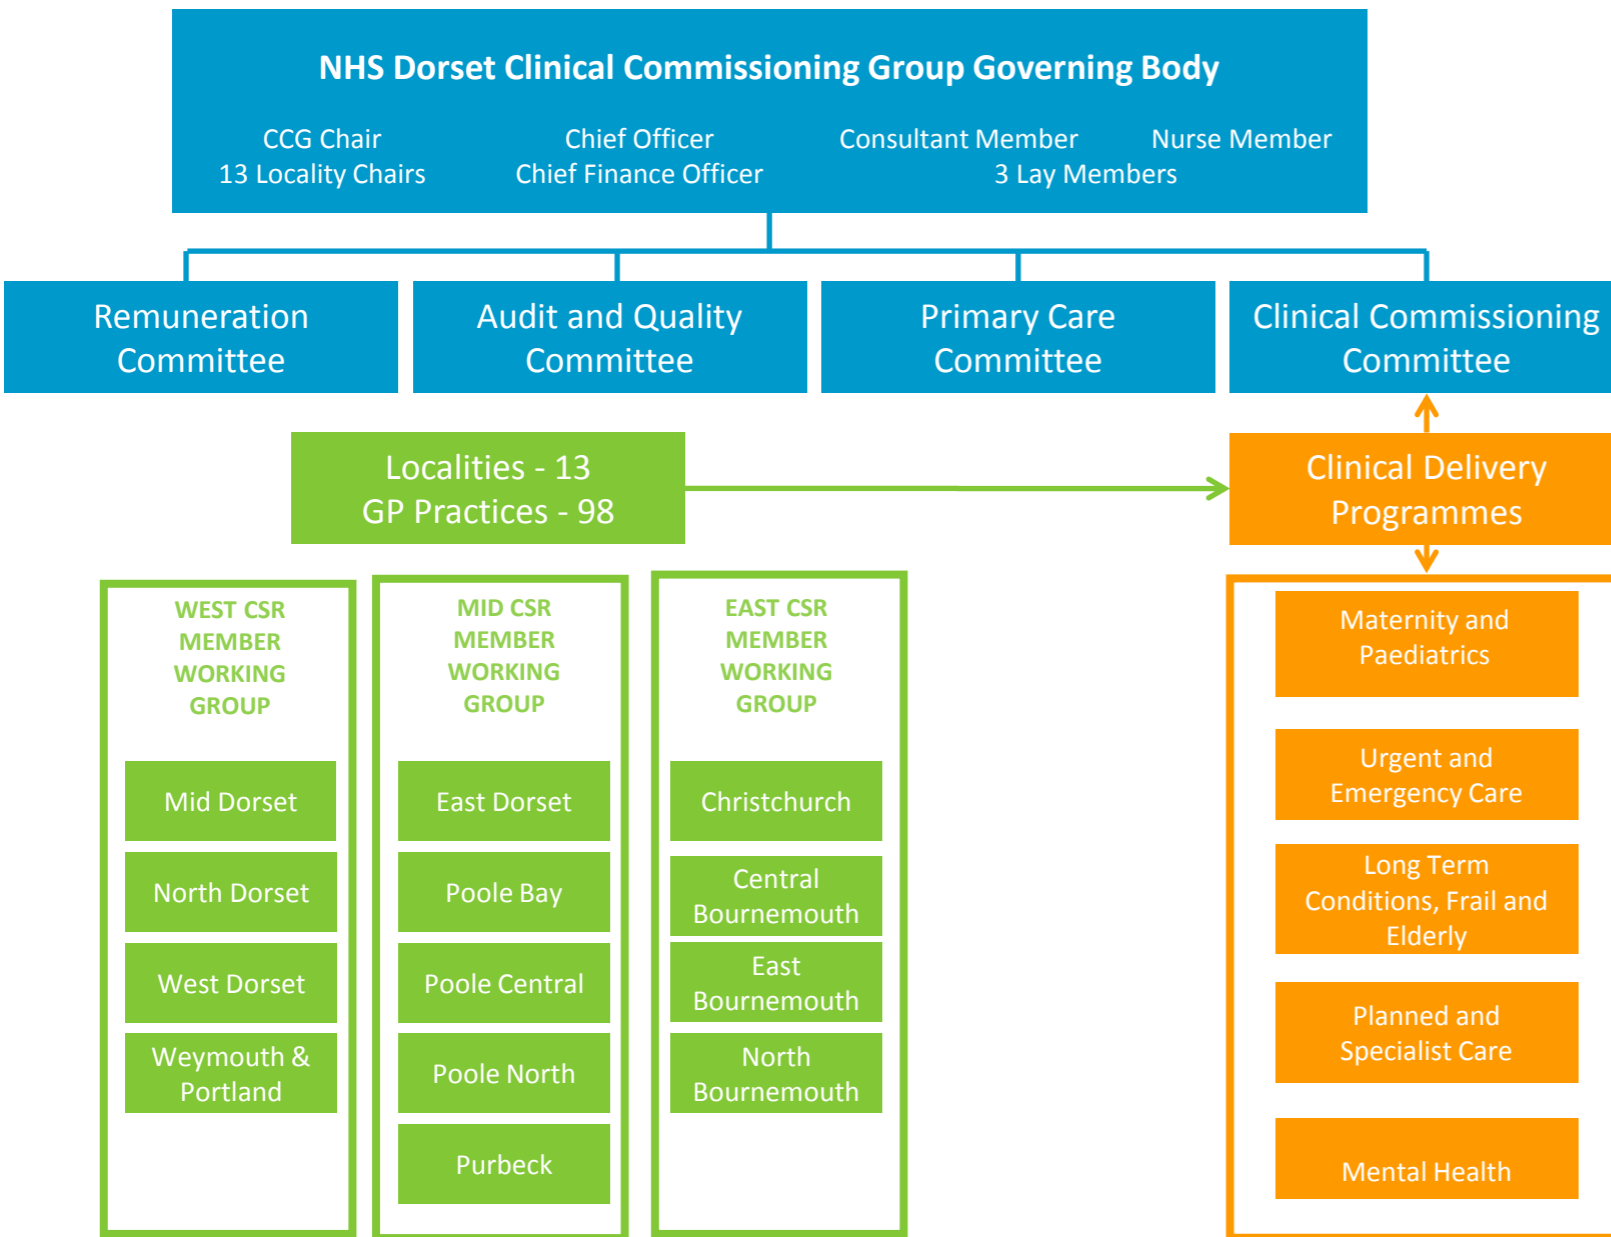 NHS Dorset Clinical Commissioning Group Governing Body
CCG Chair Chief Officer Consultant Member Nurse Member
13 Locality Chairs Chief Finance Officer 3 Lay Members
Remuneration
Committee
Audit and Quality
Committee
Primary Care
Committee
Clinical Commissioning
Committee
Localities - 13
GP Practices - 98
Clinical Delivery
Programmes
WEST CSR
MEMBER
WORKING
GROUP
Mid Dorset
North Dorset
West Dorset
Weymouth &
Portland
MID CSR
MEMBER
WORKING
GROUP
East Dorset
Poole Bay
Poole Central
Poole North
Purbeck
EAST CSR
MEMBER
WORKING
GROUP
Christchurch
Central
Bournemouth
East
Bournemouth
North
Bournemouth
Maternity and
Paediatrics
Urgent and
Emergency Care
Long Term
Conditions, Frail and
Elderly
Planned and
Specialist Care
Mental Health